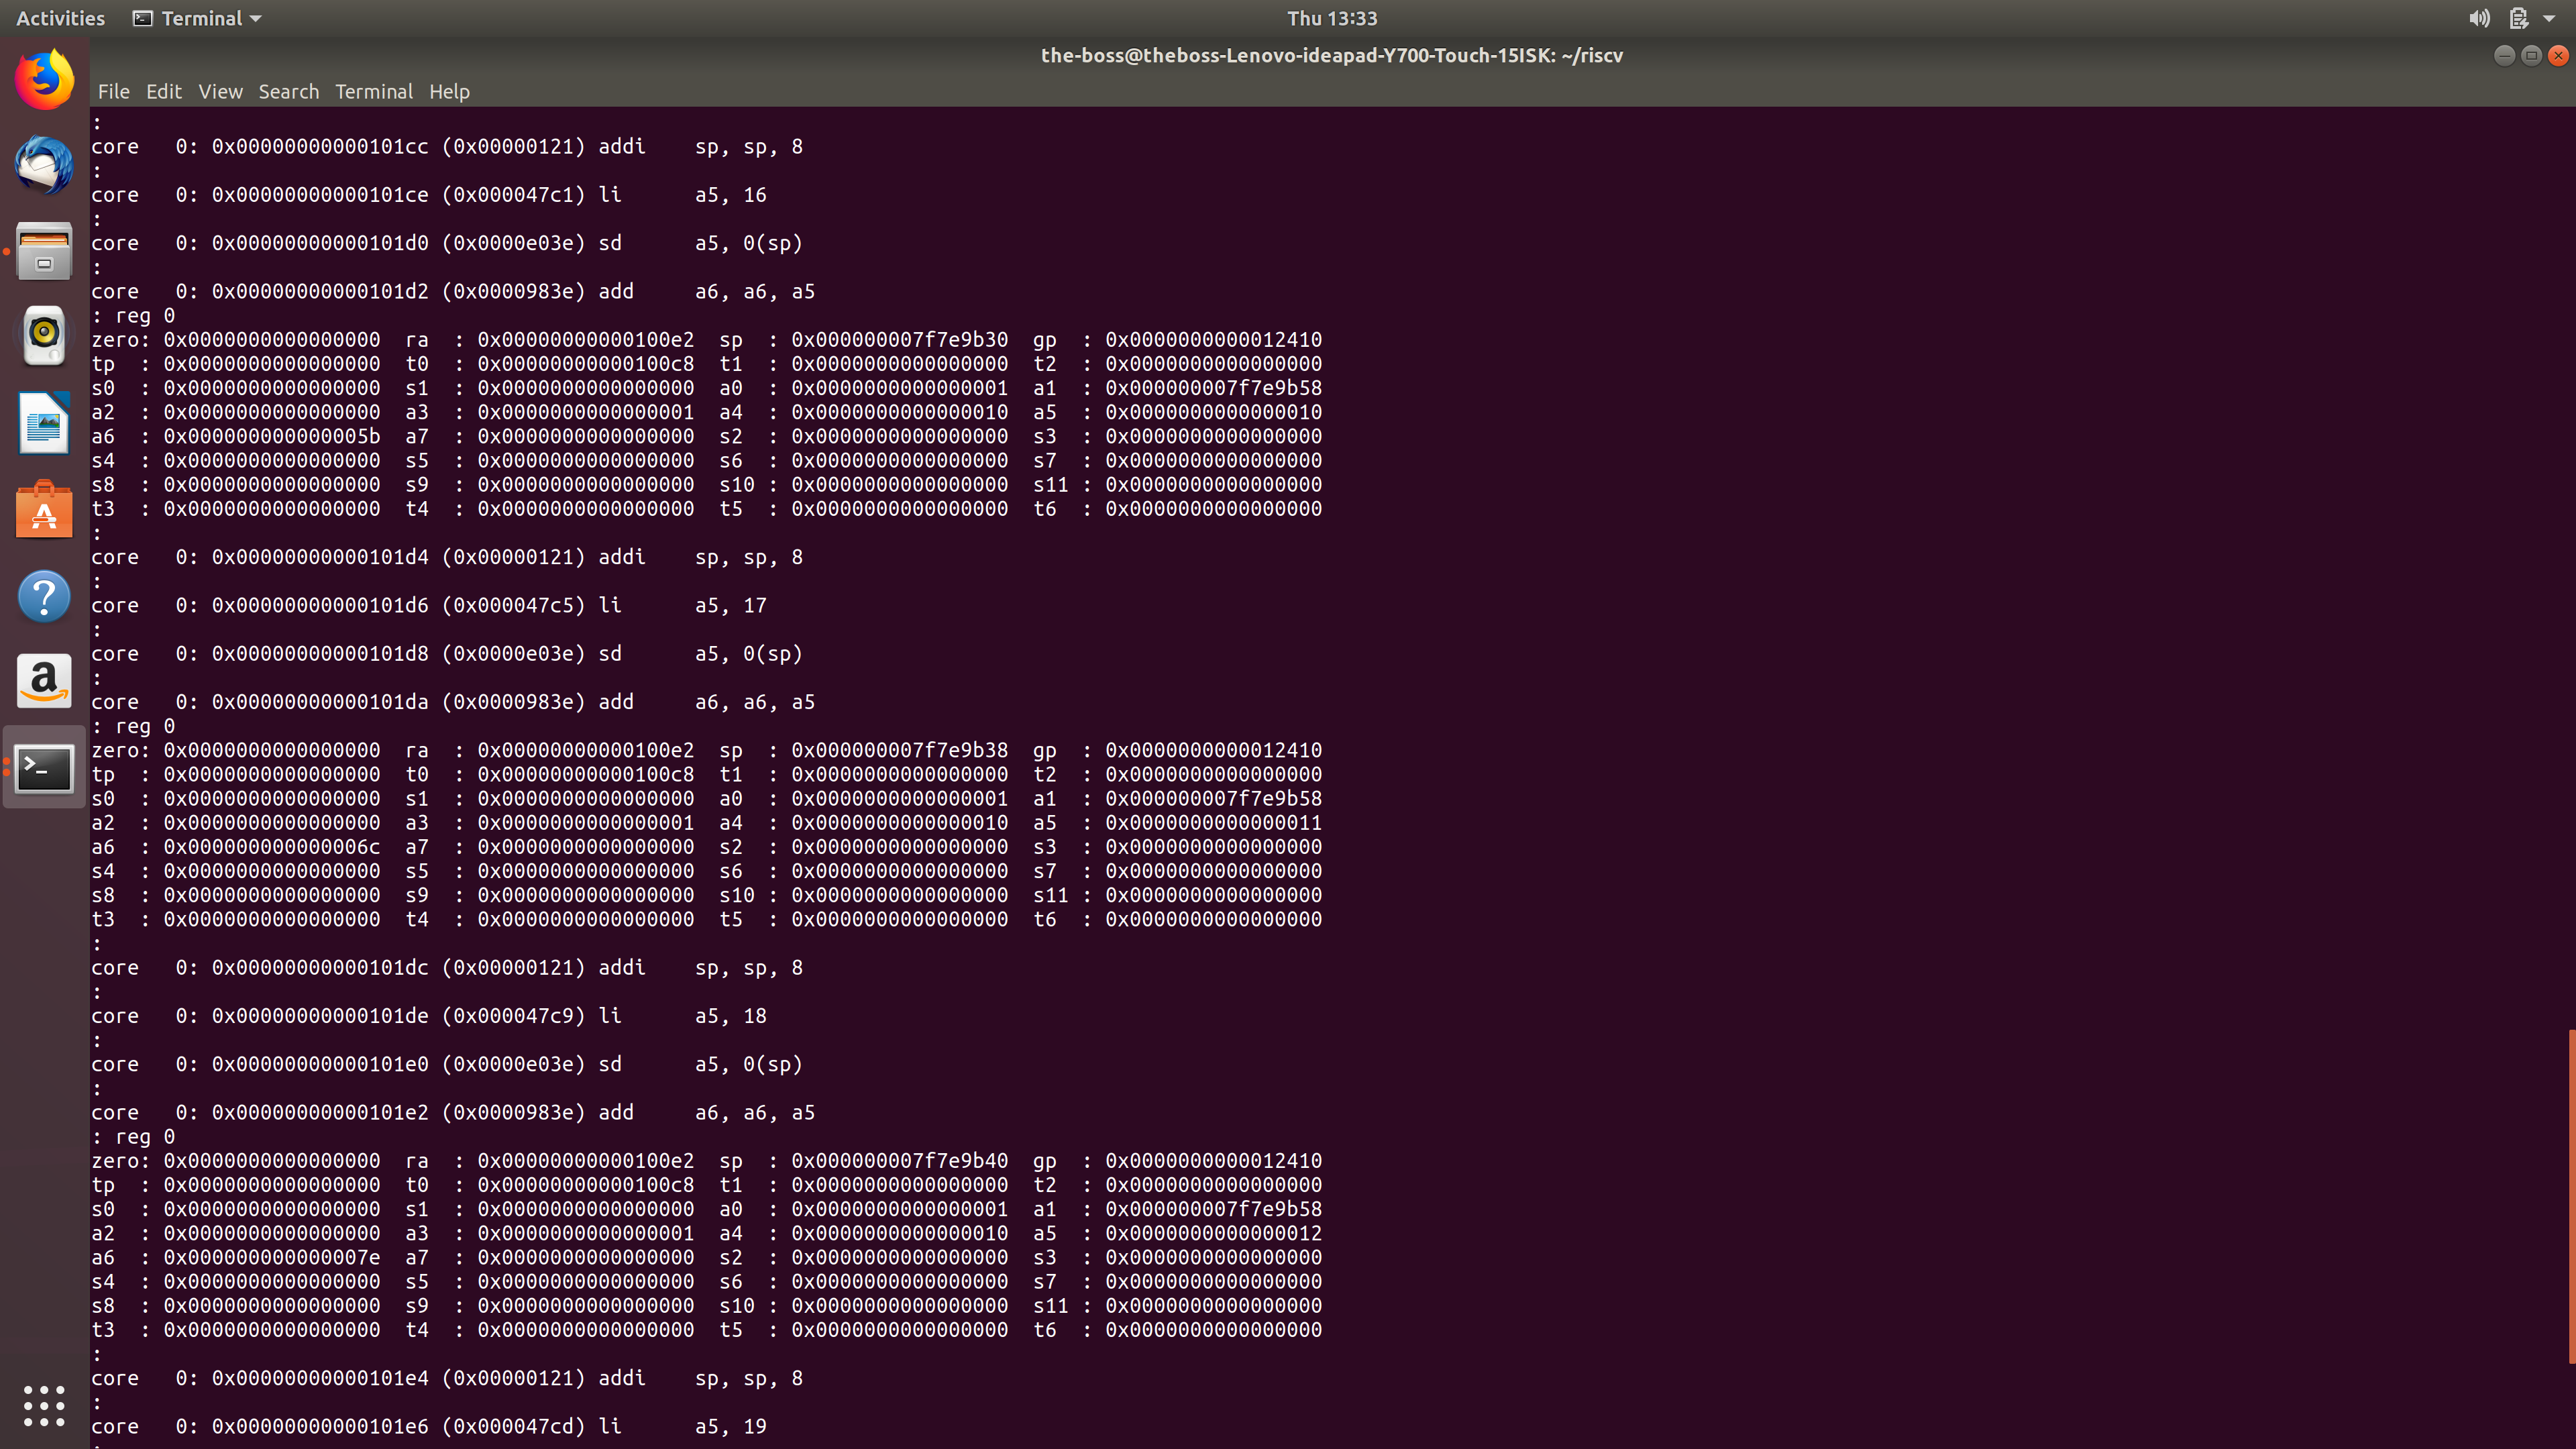 Activities Terminal Thu 13:33
the-boss@theboss-Lenovo-ideapad-Y700-Touch-15ISK: ~/riscv
File Edit View Search Terminal Help
:
core   0: 0x00000000000101cc (0x00000121) addi    sp, sp, 8
:
core   0: 0x00000000000101ce (0x000047c1) li      a5, 16
:
core   0: 0x00000000000101d0 (0x0000e03e) sd      a5, 0(sp)
:
core   0: 0x00000000000101d2 (0x0000983e) add     a6, a6, a5
: reg 0
zero: 0x0000000000000000  ra  : 0x00000000000100e2  sp  : 0x000000007f7e9b30  gp  : 0x0000000000012410
tp  : 0x0000000000000000  t0  : 0x00000000000100c8  t1  : 0x0000000000000000  t2  : 0x0000000000000000
s0  : 0x0000000000000000  s1  : 0x0000000000000000  a0  : 0x0000000000000001  a1  : 0x000000007f7e9b58
a2  : 0x0000000000000000  a3  : 0x0000000000000001  a4  : 0x0000000000000010  a5  : 0x0000000000000010
a6  : 0x000000000000005b  a7  : 0x0000000000000000  s2  : 0x0000000000000000  s3  : 0x0000000000000000
s4  : 0x0000000000000000  s5  : 0x0000000000000000  s6  : 0x0000000000000000  s7  : 0x0000000000000000
s8  : 0x0000000000000000  s9  : 0x0000000000000000  s10 : 0x0000000000000000  s11 : 0x0000000000000000
t3  : 0x0000000000000000  t4  : 0x0000000000000000  t5  : 0x0000000000000000  t6  : 0x0000000000000000
:
core   0: 0x00000000000101d4 (0x00000121) addi    sp, sp, 8
:
core   0: 0x00000000000101d6 (0x000047c5) li      a5, 17
:
core   0: 0x00000000000101d8 (0x0000e03e) sd      a5, 0(sp)
:
core   0: 0x00000000000101da (0x0000983e) add     a6, a6, a5
: reg 0
zero: 0x0000000000000000  ra  : 0x00000000000100e2  sp  : 0x000000007f7e9b38  gp  : 0x0000000000012410
tp  : 0x0000000000000000  t0  : 0x00000000000100c8  t1  : 0x0000000000000000  t2  : 0x0000000000000000
s0  : 0x0000000000000000  s1  : 0x0000000000000000  a0  : 0x0000000000000001  a1  : 0x000000007f7e9b58
a2  : 0x0000000000000000  a3  : 0x0000000000000001  a4  : 0x0000000000000010  a5  : 0x0000000000000011
a6  : 0x000000000000006c  a7  : 0x0000000000000000  s2  : 0x0000000000000000  s3  : 0x0000000000000000
s4  : 0x0000000000000000  s5  : 0x0000000000000000  s6  : 0x0000000000000000  s7  : 0x0000000000000000
s8  : 0x0000000000000000  s9  : 0x0000000000000000  s10 : 0x0000000000000000  s11 : 0x0000000000000000
t3  : 0x0000000000000000  t4  : 0x0000000000000000  t5  : 0x0000000000000000  t6  : 0x0000000000000000
:
core   0: 0x00000000000101dc (0x00000121) addi    sp, sp, 8
:
core   0: 0x00000000000101de (0x000047c9) li      a5, 18
:
core   0: 0x00000000000101e0 (0x0000e03e) sd      a5, 0(sp)
:
core   0: 0x00000000000101e2 (0x0000983e) add     a6, a6, a5
: reg 0
zero: 0x0000000000000000  ra  : 0x00000000000100e2  sp  : 0x000000007f7e9b40  gp  : 0x0000000000012410
tp  : 0x0000000000000000  t0  : 0x00000000000100c8  t1  : 0x0000000000000000  t2  : 0x0000000000000000
s0  : 0x0000000000000000  s1  : 0x0000000000000000  a0  : 0x0000000000000001  a1  : 0x000000007f7e9b58
a2  : 0x0000000000000000  a3  : 0x0000000000000001  a4  : 0x0000000000000010  a5  : 0x0000000000000012
a6  : 0x000000000000007e  a7  : 0x0000000000000000  s2  : 0x0000000000000000  s3  : 0x0000000000000000
s4  : 0x0000000000000000  s5  : 0x0000000000000000  s6  : 0x0000000000000000  s7  : 0x0000000000000000
s8  : 0x0000000000000000  s9  : 0x0000000000000000  s10 : 0x0000000000000000  s11 : 0x0000000000000000
t3  : 0x0000000000000000  t4  : 0x0000000000000000  t5  : 0x0000000000000000  t6  : 0x0000000000000000
:
core   0: 0x00000000000101e4 (0x00000121) addi    sp, sp, 8
:
core   0: 0x00000000000101e6 (0x000047cd) li      a5, 19